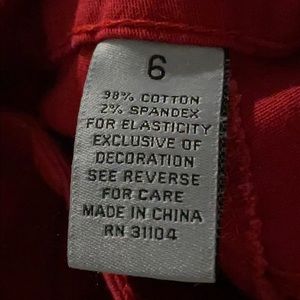 6
98% COTTON
2% SPANDEX
FOR ELASTICITY
EXCLUSIVE OF
DECORATION
SEE REVERSE
FOR CARE
MADE IN CHINA
RN 31104